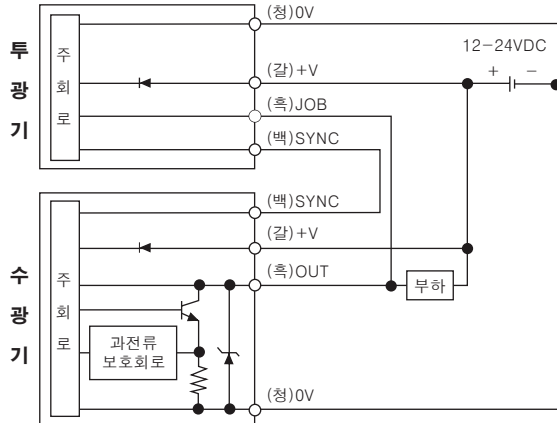 투광기
주회로
(청)0V
12-24VDC
+ -
(갈)+V
(흑)JOB
(백)SYNC
수광기
주회로
(백)SYNC
(갈)+V
(흑)OUT
부하
과전류
보호회로
(청)0V